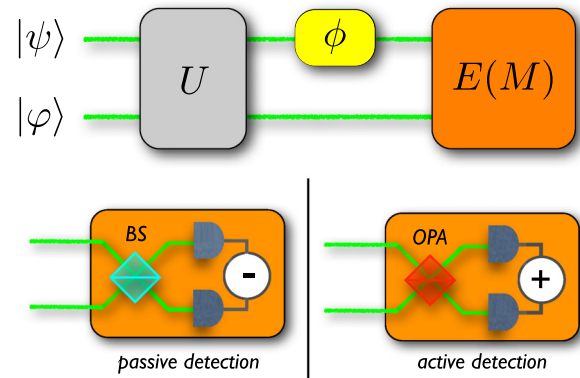 |ψ⟩
ϕ
U
E(M)
|φ⟩
BS
OPA
-
+
passive detection
active detection